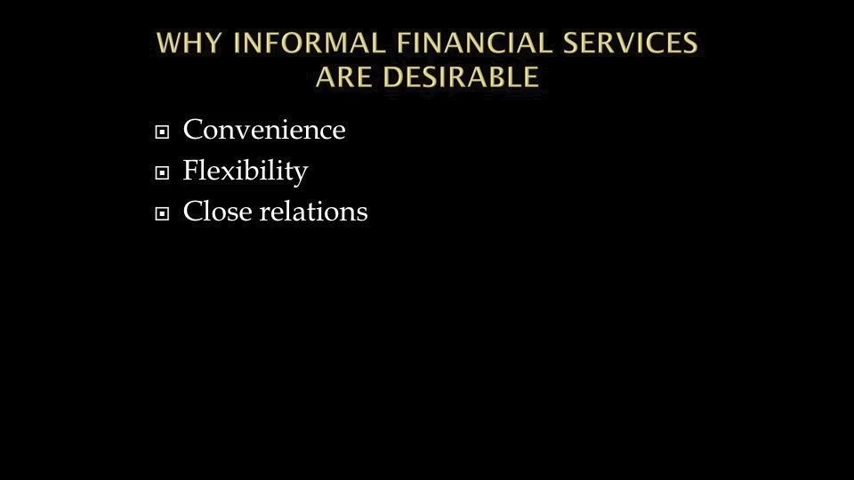 WHY INFORMAL FINANCIAL SERVICES
ARE DESIRABLE
Convenience
Flexibility
Close relations